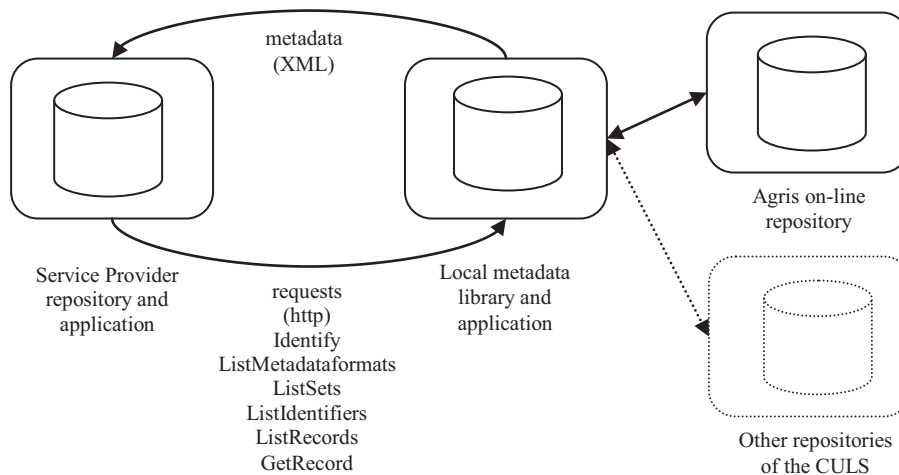 metadata
(XML)
Agris on-line
repository
Service Provider
repository and
application
Local metadata
library and
application
requests
(http)
Identify
ListMetadataformats
ListSets
ListIdentifiers
ListRecords
GetRecord
Other repositories
of the CULS